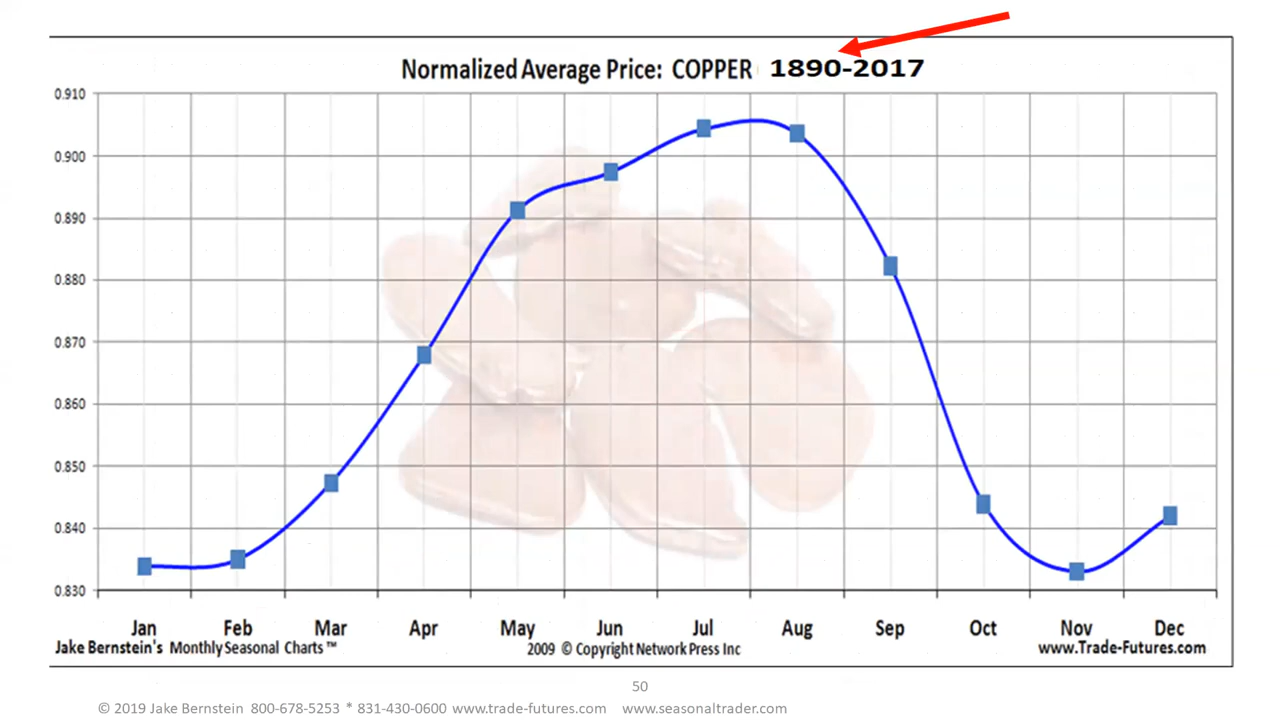 Normalized Average Price: COPPER 1890-2017
0.910
0.900
0.890
0.880
0.870
0.860
0.850
0.840
0.830
Jan Feb Mar Apr May Jun Jul Aug Sep Oct Nov Dec
Jake Bernstein's Monthly Seasonal Charts ™ 2009 © Copyright Network Press Inc www.Trade-Futures.com
50
© 2019 Jake Bernstein 800-678-5253 * 831-430-0600 www.trade-futures.com www.seasonaltrader.com